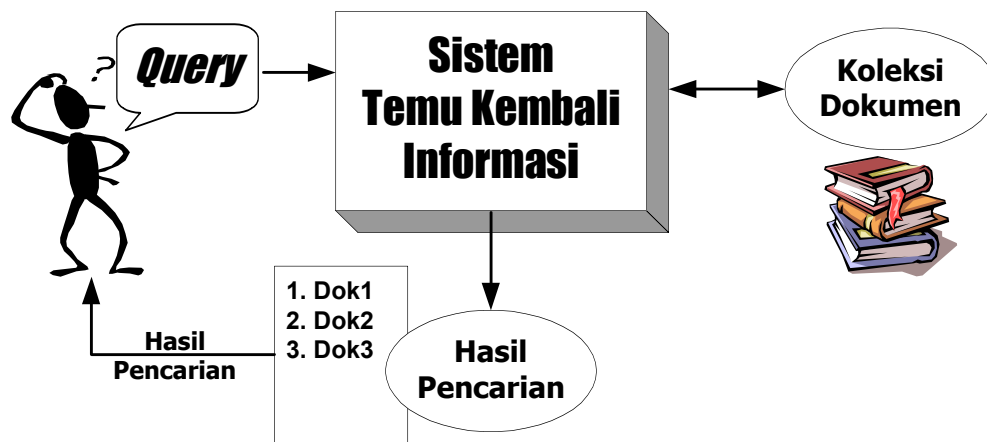 ?
Query
Sistem
Temu Kembali
Informasi
Koleksi
Dokumen
1. Dok1
2. Dok2
3. Dok3
Hasil
Pencarian
Hasil
Pencarian